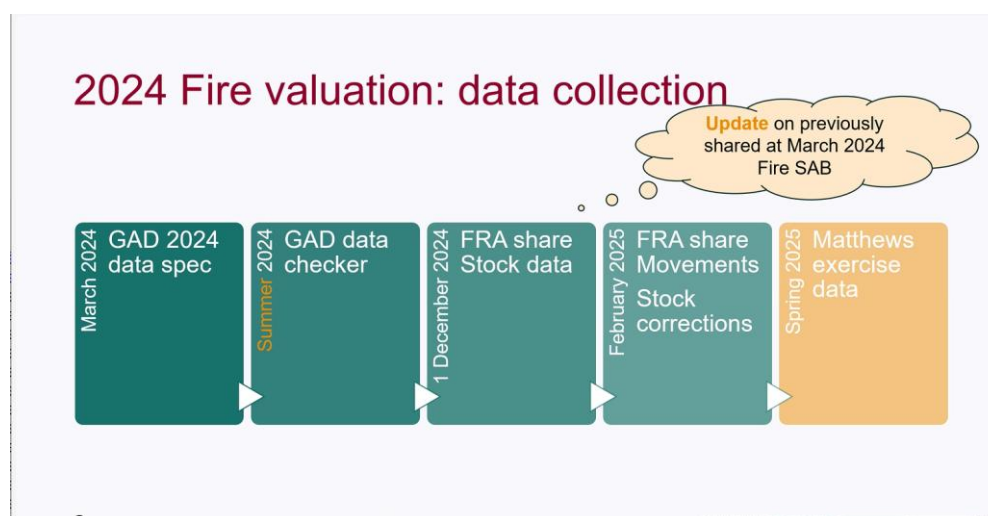 2024 Fire valuation: data collection
Update on previously
shared at March 2024
Fire SAB
March 2024
GAD 2024
data spec
Summer 2024
GAD data
checker
1 December 2024
FRA share
Stock data
February 2025
FRA share
Movements
Stock
corrections
Spring 2025
Matthews
exercise
data